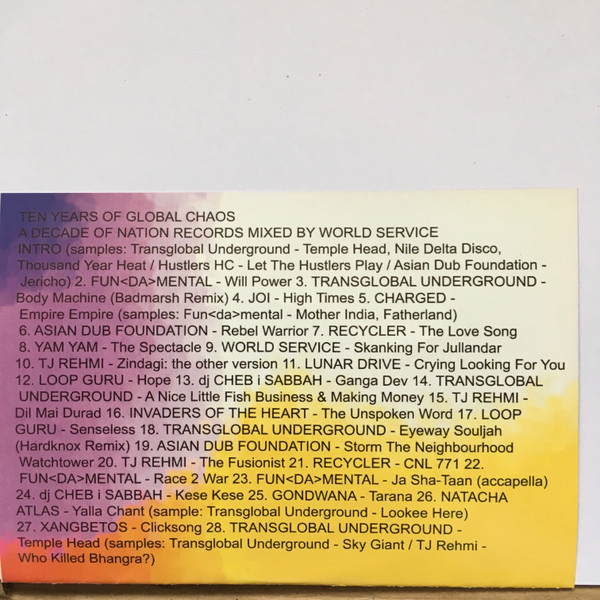 TEN YEARS OF GLOBAL CHAOS
A DECADE OF NATION RECORDS MIXED BY WORLD SERVICE
INTRO (samples: Transglobal Underground - Temple Head, Nile Delta Disco,
Thousand Year Heat / Hustlers HC - Let The Hustlers Play / Asian Dub Foundation -
Jericho) 2. FUN<DA>MENTAL - Will Power 3. TRANSGLOBAL UNDERGROUND -
Body Machine (Badmarsh Remix) 4. JOI - High Times 5. CHARGED -
Empire Empire (samples: Fun<da>mental - Mother India, Fatherland)
6. ASIAN DUB FOUNDATION - Rebel Warrior 7. RECYCLER - The Love Song
8. YAM YAM - The Spectacle 9. WORLD SERVICE - Skanking For Jullandar
10. TJ REHMI - Zindagi: the other version 11. LUNAR DRIVE - Crying Looking For You
12. LOOP GURU - Hope 13. dj CHEB i SABBAH - Ganga Dev 14. TRANSGLOBAL
UNDERGROUND - A Nice Little Fish Business & Making Money 15. TJ REHMI -
Dil Mai Durad 16. INVADERS OF THE HEART - The Unspoken Word 17. LOOP
GURU - Senseless 18. TRANSGLOBAL UNDERGROUND - Eyeway Souljah
(Hardknox Remix) 19. ASIAN DUB FOUNDATION - Storm The Neighbourhood
Watchtower 20. TJ REHMI - The Fusionist 21. RECYCLER - CNL 771 22.
FUN<DA>MENTAL - Race 2 War 23. FUN<DA>MENTAL - Ja Sha-Taan (accapella)
24. dj CHEB i SABBAH - Kese Kese 25. GONDWANA - Tarana 26. NATACHA
ATLAS - Yalla Chant (sample: Transglobal Underground - Lookee Here)
27. XANGBETOS - Clicksong 28. TRANSGLOBAL UNDERGROUND -
Temple Head (samples: Transglobal Underground - Sky Giant / TJ Rehmi -
Who Killed Bhangra?)